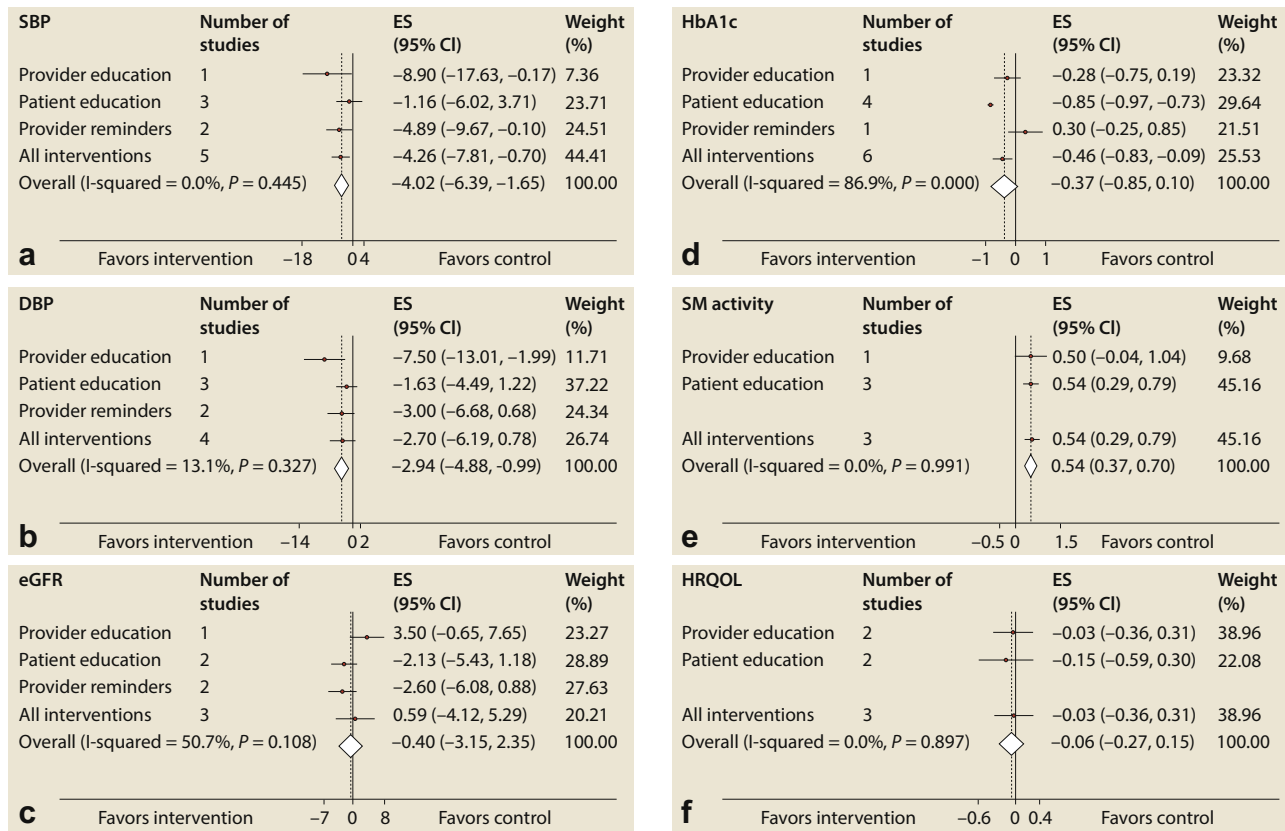 SBP Number of studies ES (95% Cl) Weight (%)
Provider education 1 −8.90 (−17.63, −0.17) 7.36
Patient education 3 −1.16 (−6.02, 3.71) 23.71
Provider reminders 2 −4.89 (−9.67, −0.10) 24.51
All interventions 5 −4.26 (−7.81, −0.70) 44.41
Overall (I-squared = 0.0%, P = 0.445) −4.02 (−6.39, −1.65) 100.00
a Favors intervention −18 0 4 Favors control
DBP Number of studies ES (95% Cl) Weight (%)
Provider education 1 −7.50 (−13.01, −1.99) 11.71
Patient education 3 −1.63 (−4.49, 1.22) 37.22
Provider reminders 2 −3.00 (−6.68, 0.68) 24.34
All interventions 4 −2.70 (−6.19, 0.78) 26.74
Overall (I-squared = 13.1%, P = 0.327) −2.94 (−4.88, −0.99) 100.00
b Favors intervention −14 0 2 Favors control
eGFR Number of studies ES (95% Cl) Weight (%)
Provider education 1 3.50 (−0.65, 7.65) 23.27
Patient education 2 −2.13 (−5.43, 1.18) 28.89
Provider reminders 2 −2.60 (−6.08, 0.88) 27.63
All interventions 3 0.59 (−4.12, 5.29) 20.21
Overall (I-squared = 50.7%, P = 0.108) −0.40 (−3.15, 2.35) 100.00
c Favors intervention −7 0 8 Favors control
HbA1c Number of studies ES (95% Cl) Weight (%)
Provider education 1 −0.28 (−0.75, 0.19) 23.32
Patient education 4 −0.85 (−0.97, −0.73) 29.64
Provider reminders 1 0.30 (−0.25, 0.85) 21.51
All interventions 6 −0.46 (−0.83, −0.09) 25.53
Overall (I-squared = 86.9%, P = 0.000) −0.37 (−0.85, 0.10) 100.00
d Favors intervention −1 0 1 Favors control
SM activity Number of studies ES (95% Cl) Weight (%)
Provider education 1 0.50 (−0.04, 1.04) 9.68
Patient education 3 0.54 (0.29, 0.79) 45.16
All interventions 3 0.54 (0.29, 0.79) 45.16
Overall (I-squared = 0.0%, P = 0.991) 0.54 (0.37, 0.70) 100.00
e Favors intervention −0.5 0 1.5 Favors control
HRQOL Number of studies ES (95% Cl) Weight (%)
Provider education 2 −0.03 (−0.36, 0.31) 38.96
Patient education 2 −0.15 (−0.59, 0.30) 22.08
All interventions 3 −0.03 (−0.36, 0.31) 38.96
Overall (I-squared = 0.0%, P = 0.897) −0.06 (−0.27, 0.15) 100.00
f Favors intervention −0.6 0 0.4 Favors control